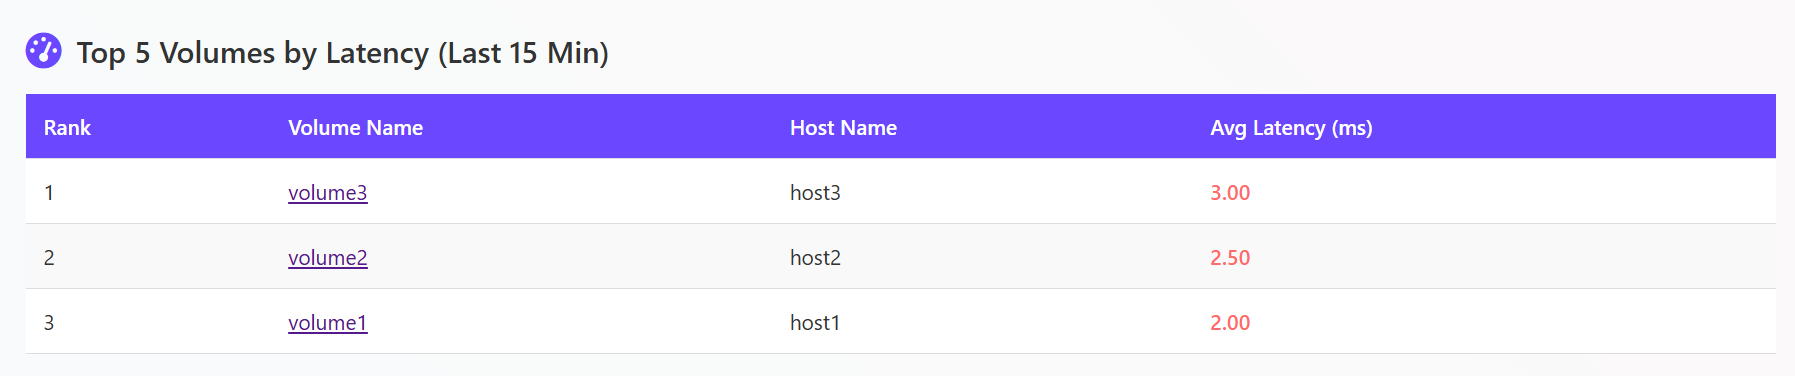 Top 5 Volumes by Latency (Last 15 Min)
Rank Volume Name Host Name Avg Latency (ms)
1 volume3 host3 3.00
2 volume2 host2 2.50
3 volume1 host1 2.00